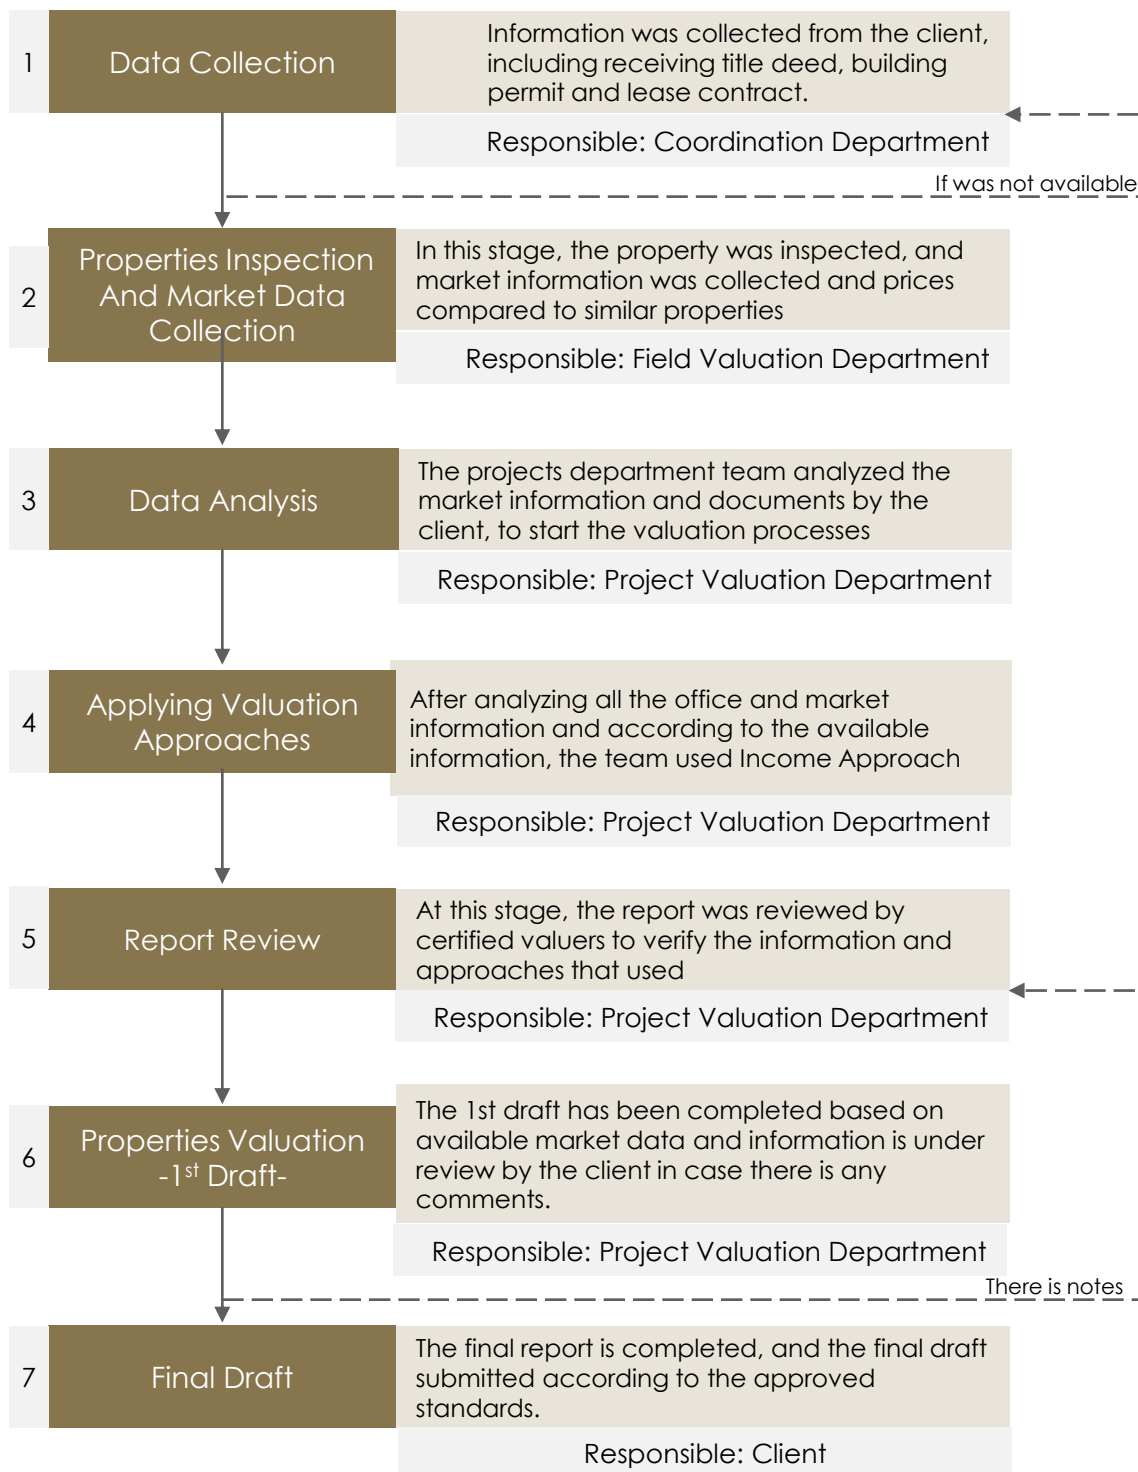 1
Data Collection
Information was collected from the client,
including receiving title deed, building
permit and lease contract.
Responsible: Coordination Department
If was not available
2
Properties Inspection
And Market Data
Collection
In this stage, the property was inspected, and
market information was collected and prices
compared to similar properties
Responsible: Field Valuation Department
3
Data Analysis
The projects department team analyzed the
market information and documents by the
client, to start the valuation processes
Responsible: Project Valuation Department
4
Applying Valuation
Approaches
After analyzing all the office and market
information and according to the available
information, the team used Income Approach
Responsible: Project Valuation Department
5
Report Review
At this stage, the report was reviewed by
certified valuers to verify the information and
approaches that used
Responsible: Project Valuation Department
6
Properties Valuation
-1st Draft-
The 1st draft has been completed based on
available market data and information is under
review by the client in case there is any
comments.
Responsible: Project Valuation Department
There is notes
7
Final Draft
The final report is completed, and the final draft
submitted according to the approved
standards.
Responsible: Client